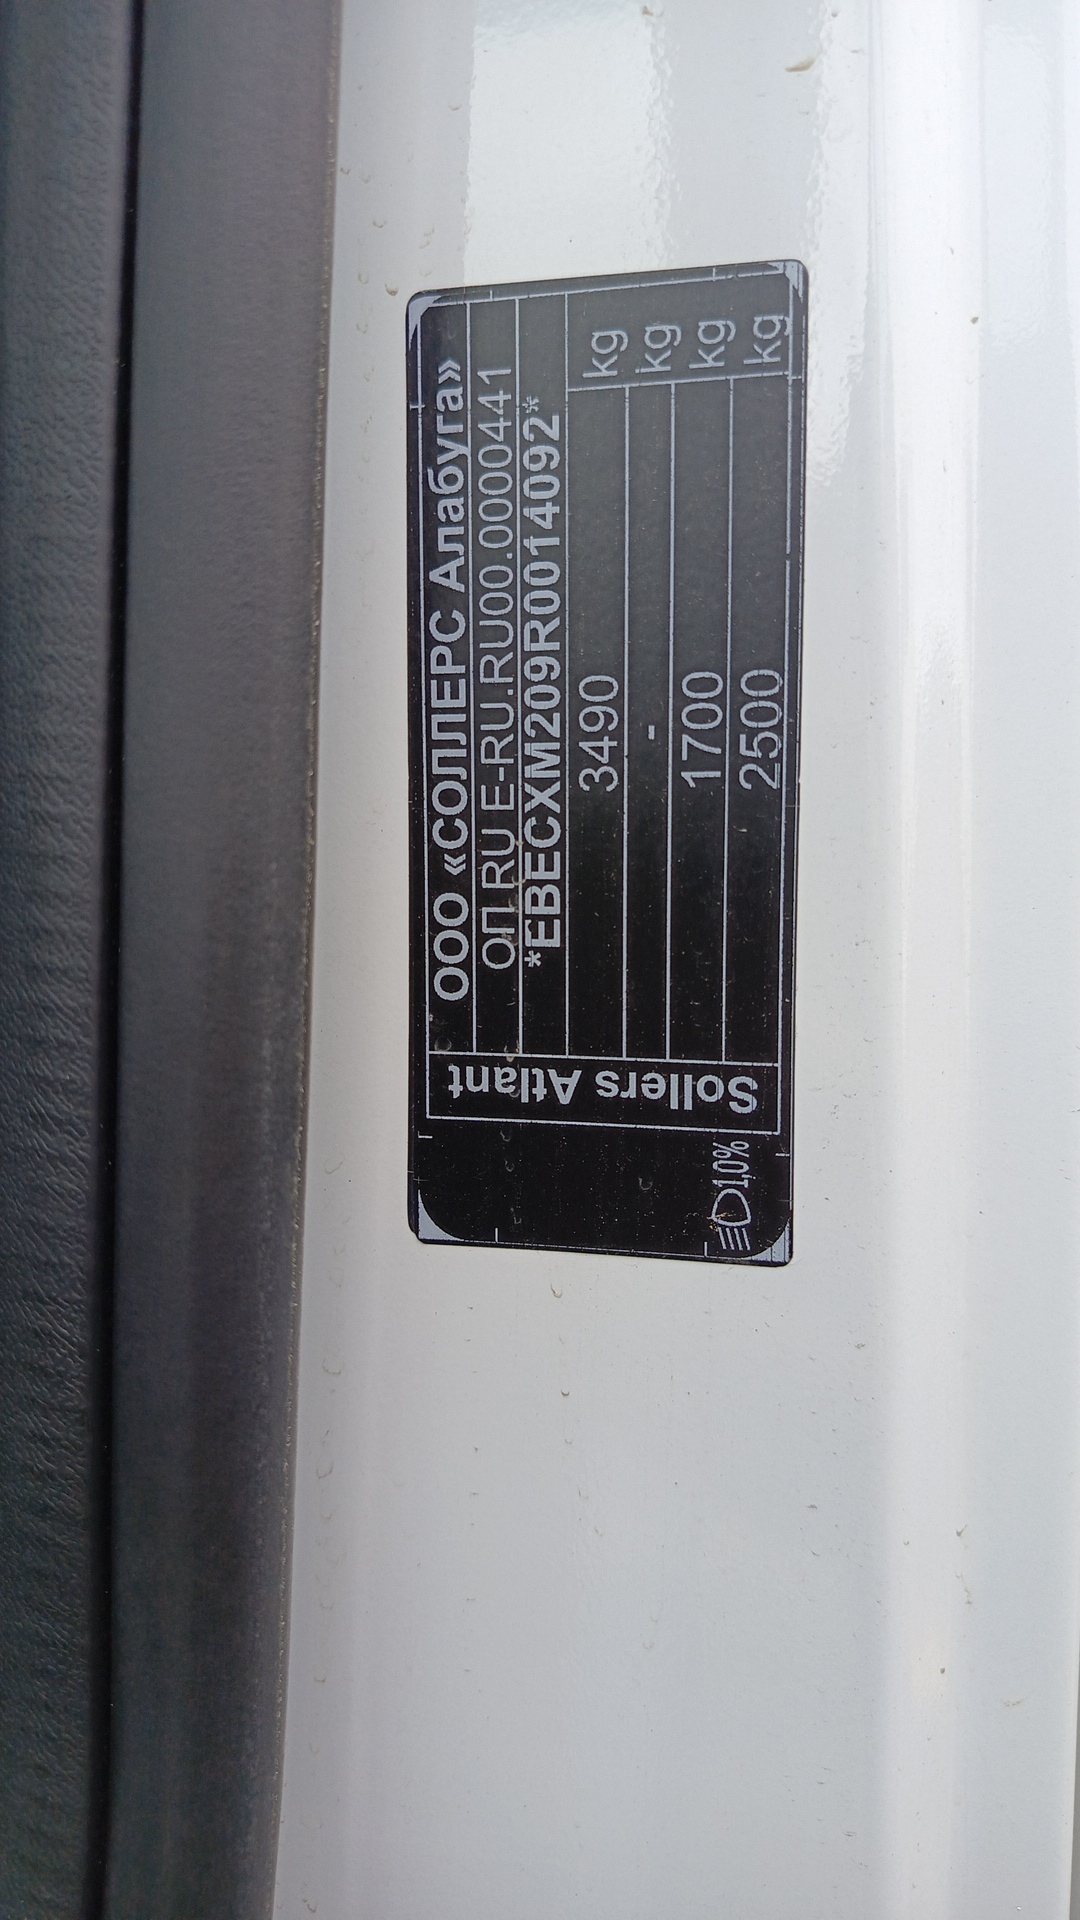 ООО «СОЛЛЕРС Алабуга»
ОП RU E-RU.RU00.0000441
*EBECXM209R0014092*
3490 kg
- kg
1700 kg
2500 kg
Sollers Atlant
1,0%